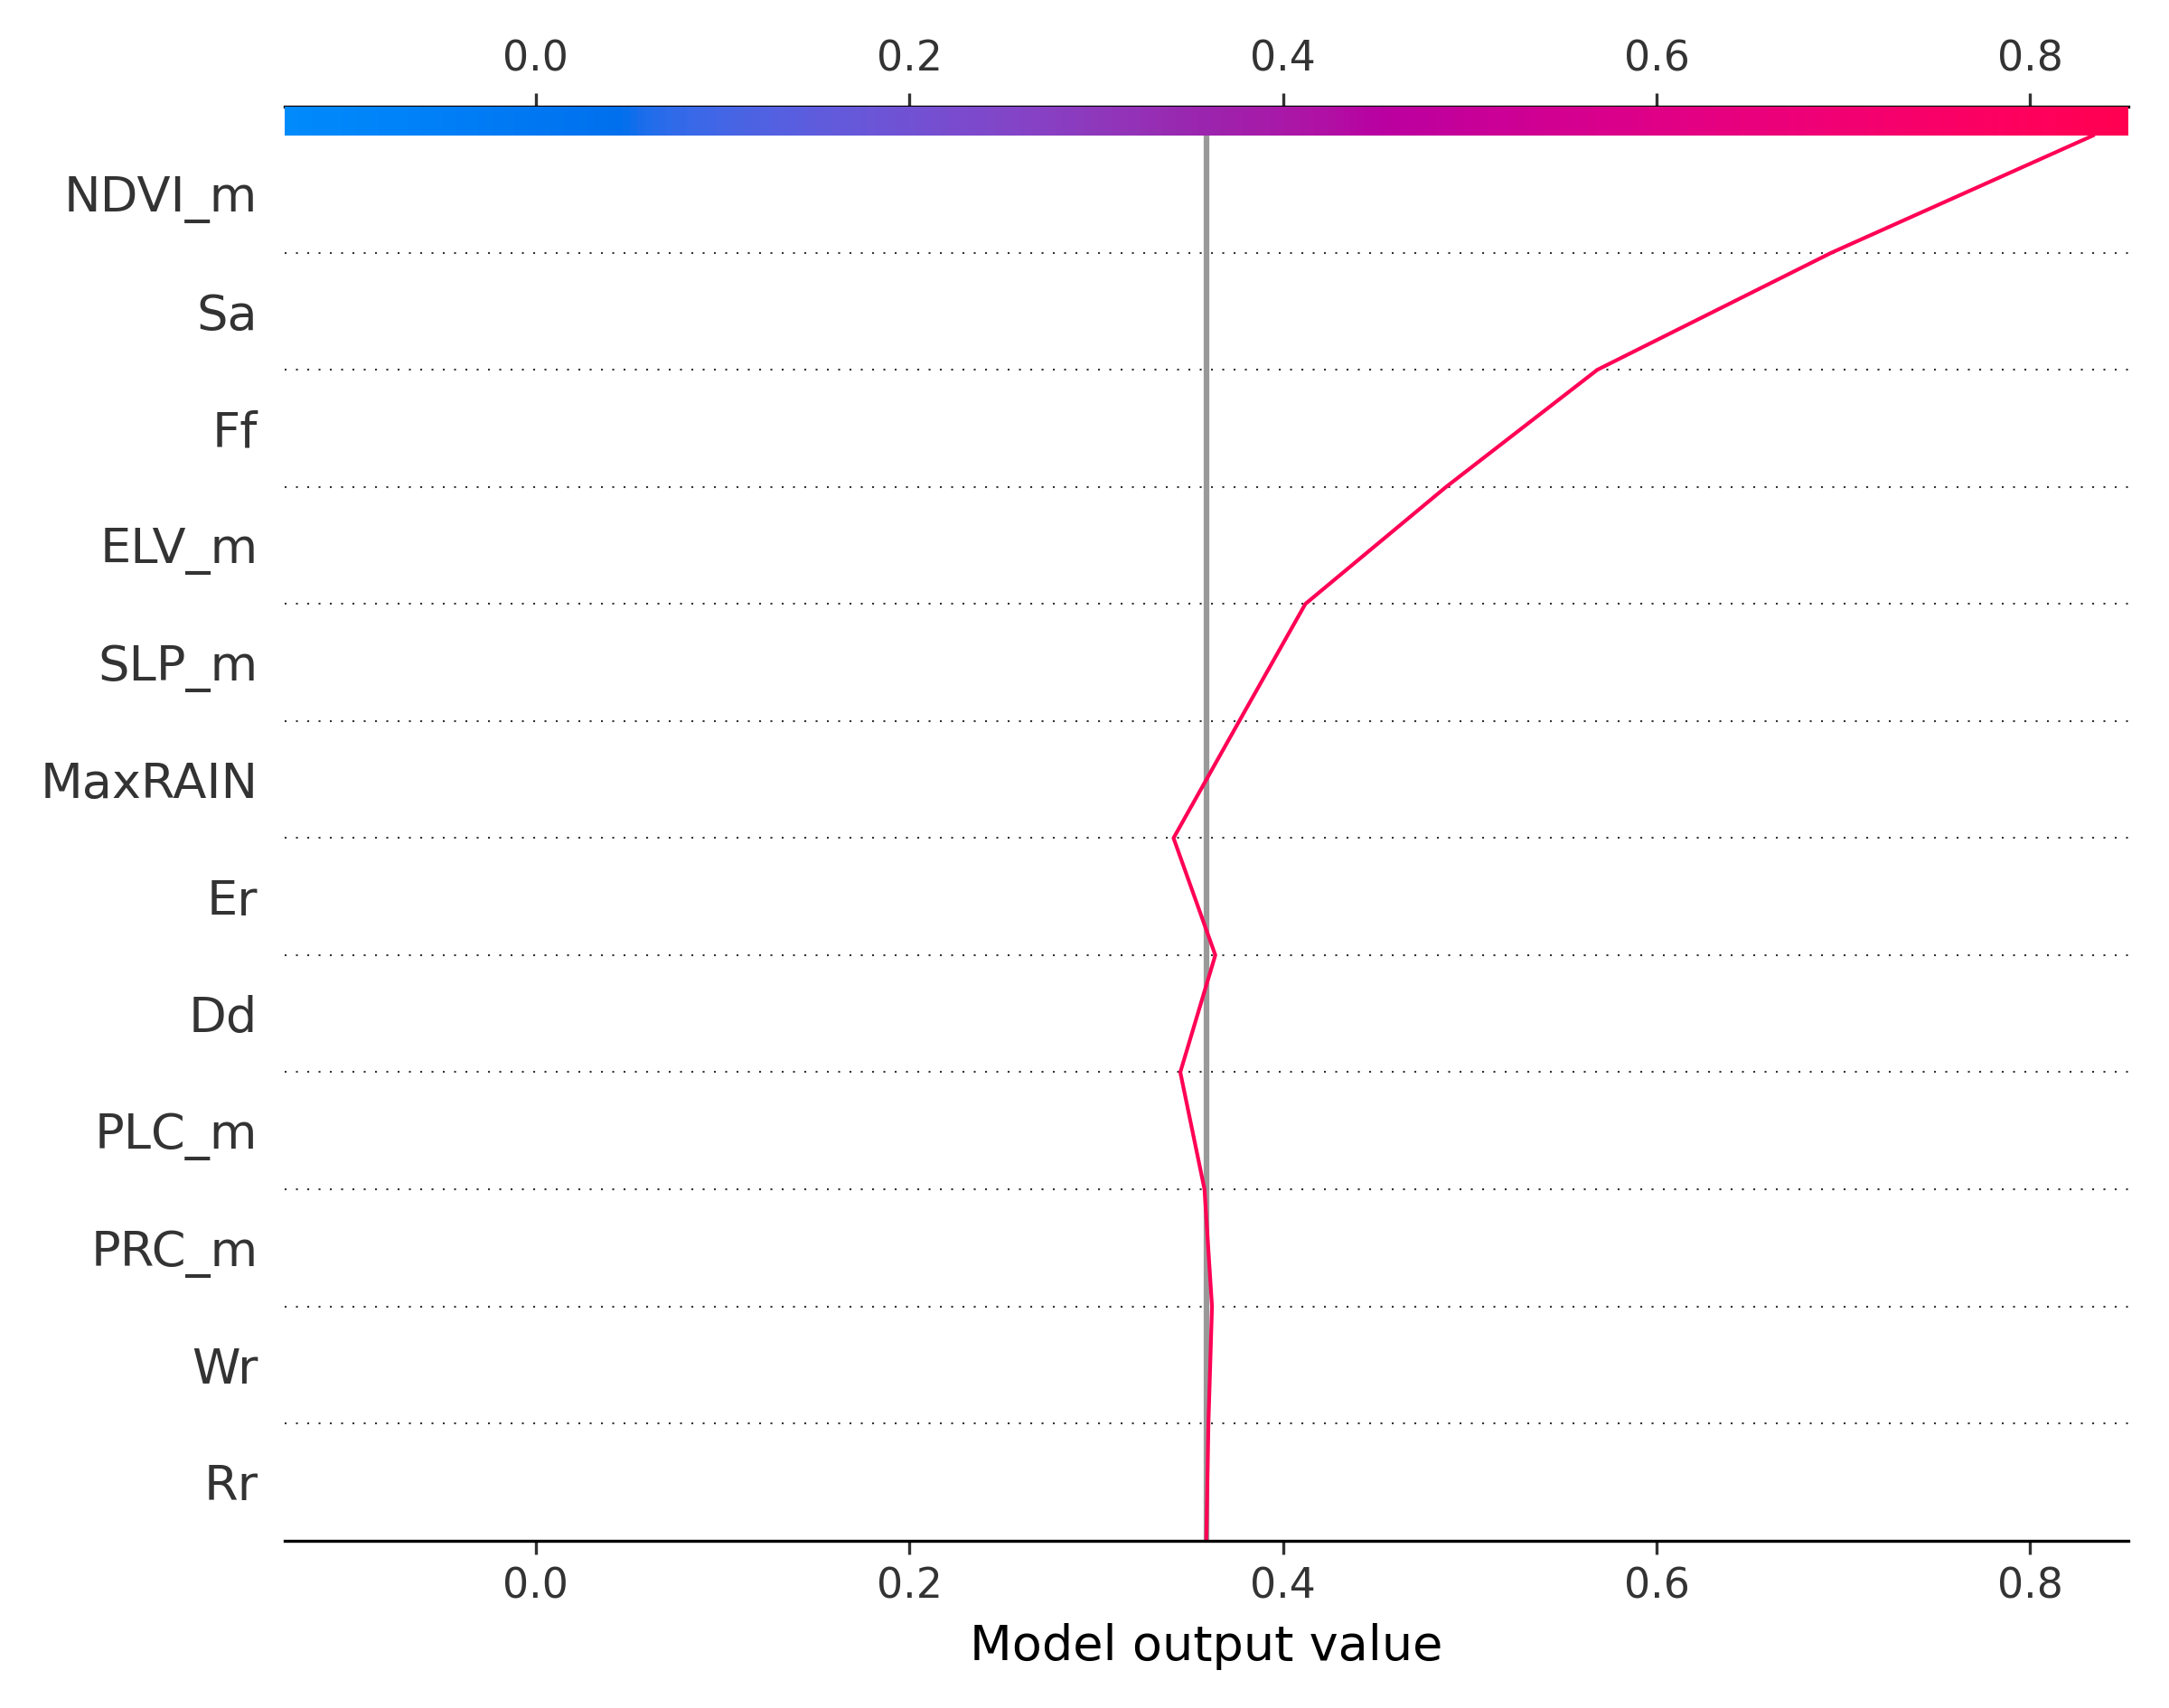 0.0 0.2 0.4 0.6 0.8
NDVI_m
Sa
Ff
ELV_m
SLP_m
MaxRAIN
Er
Dd
PLC_m
PRC_m
Wr
Rr
0.0 0.2 0.4 0.6 0.8
Model output value